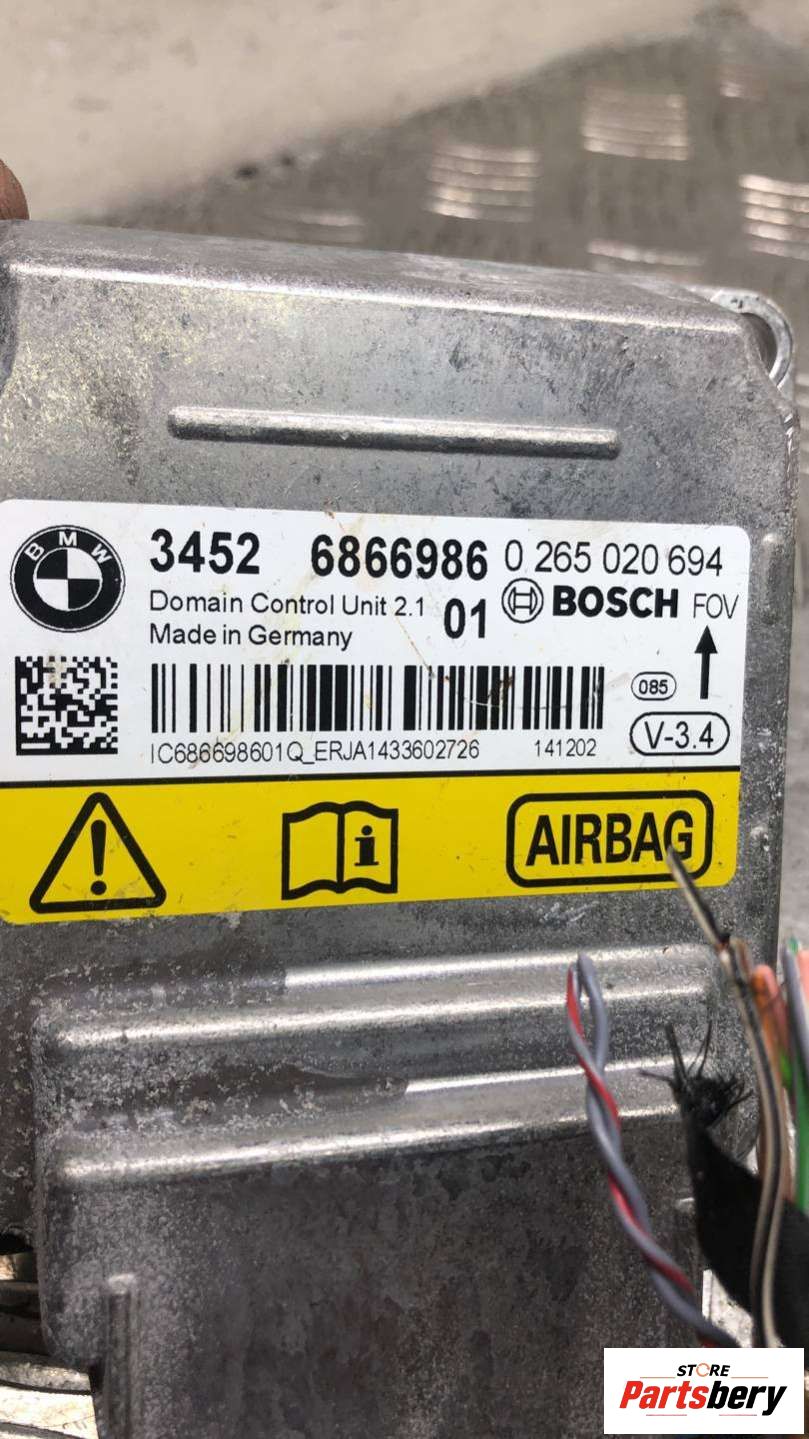 BMW
3452 6866986 0 265 020 694
Domain Control Unit 2.1 01 BOSCH FOV
Made in Germany
085
V-3.4
IC686698601Q_ERJA1433602726 141202
i AIRBAG
STORE
Partsbery